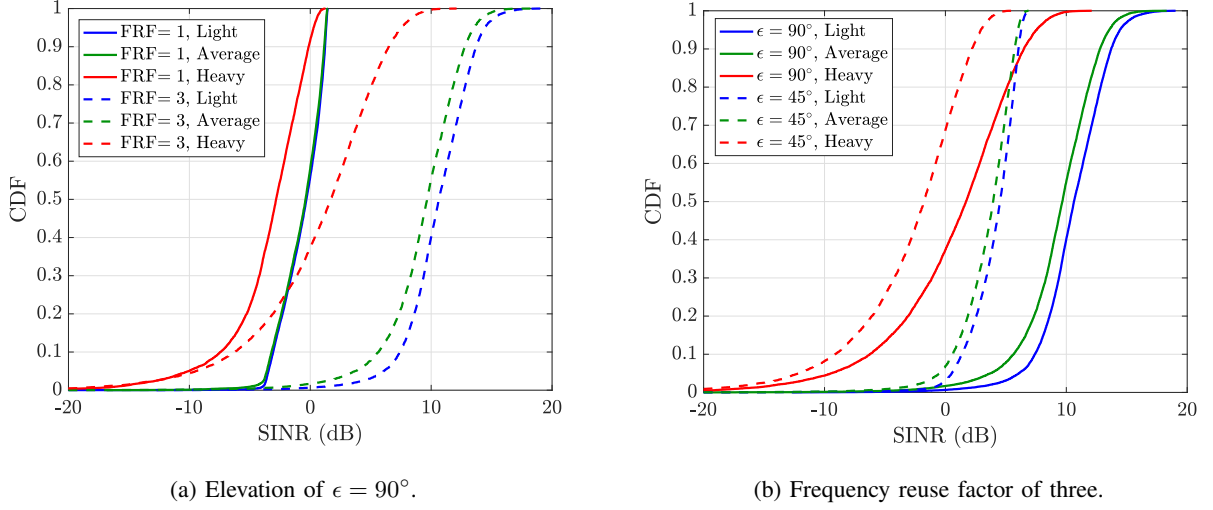 1
0.9
0.8
0.7
0.6
0.5
0.4
0.3
0.2
0.1
0
CDF
FRF= 1, Light
FRF= 1, Average
FRF= 1, Heavy
FRF= 3, Light
FRF= 3, Average
FRF= 3, Heavy
-20 -10 0 10 20
SINR (dB)
(a) Elevation of ϵ = 90°.
1
0.9
0.8
0.7
0.6
0.5
0.4
0.3
0.2
0.1
0
CDF
ϵ = 90°, Light
ϵ = 90°, Average
ϵ = 90°, Heavy
ϵ = 45°, Light
ϵ = 45°, Average
ϵ = 45°, Heavy
-20 -10 0 10 20
SINR (dB)
(b) Frequency reuse factor of three.